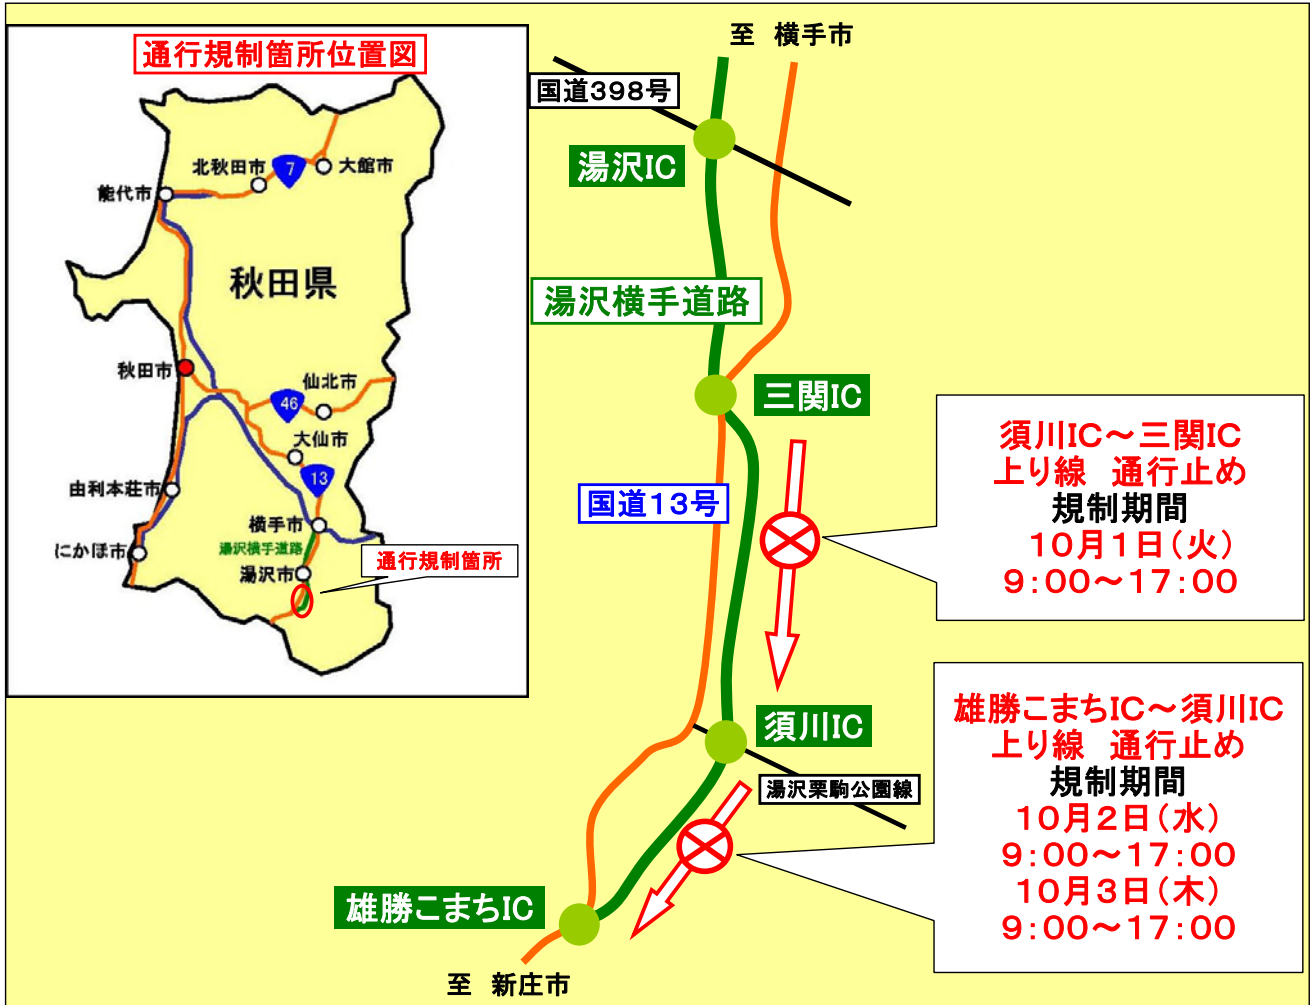 通行規制箇所位置図
北秋田市
7
大館市
能代市
秋田県
秋田市
仙北市
46
大仙市
13
由利本荘市
横手市
湯沢横手道路
にかほ市
湯沢市
通行規制箇所
至 横手市
国道398号
湯沢IC
湯沢横手道路
三関IC
国道13号
須川IC
湯沢栗駒公園線
雄勝こまちIC
至 新庄市
須川IC～三関IC
上り線 通行止め
規制期間
10月1日(火)
9:00～17:00
雄勝こまちIC～須川IC
上り線 通行止め
規制期間
10月2日(水)
9:00～17:00
10月3日(木)
9:00～17:00